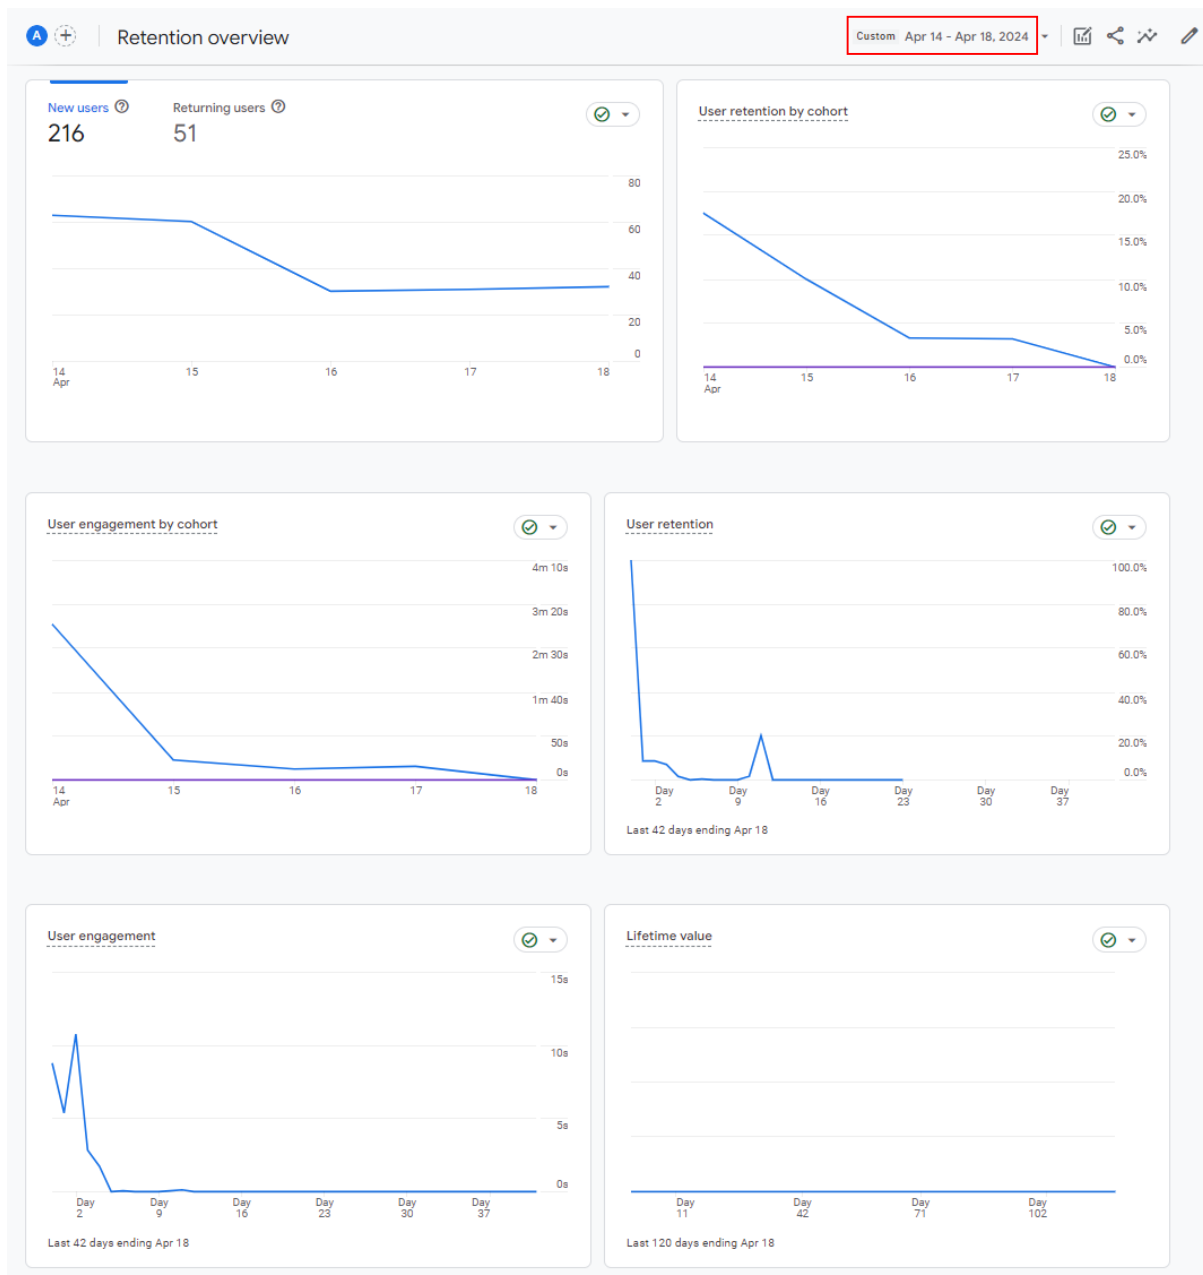 A
Retention overview
Custom Apr 14 - Apr 18, 2024
New users
Returning users
216
51
80
60
40
20
0
14
Apr
15
16
17
18
User retention by cohort
25.0%
20.0%
15.0%
10.0%
5.0%
0.0%
14
Apr
15
16
17
18
User engagement by cohort
4m 10s
3m 20s
2m 30s
1m 40s
50s
0s
14
Apr
15
16
17
18
User retention
100.0%
80.0%
60.0%
40.0%
20.0%
0.0%
Day
2
Day
9
Day
16
Day
23
Day
30
Day
37
Last 42 days ending Apr 18
User engagement
15s
10s
5s
0s
Day
2
Day
9
Day
16
Day
23
Day
30
Day
37
Last 42 days ending Apr 18
Lifetime value
Day
11
Day
42
Day
71
Day
102
Last 120 days ending Apr 18